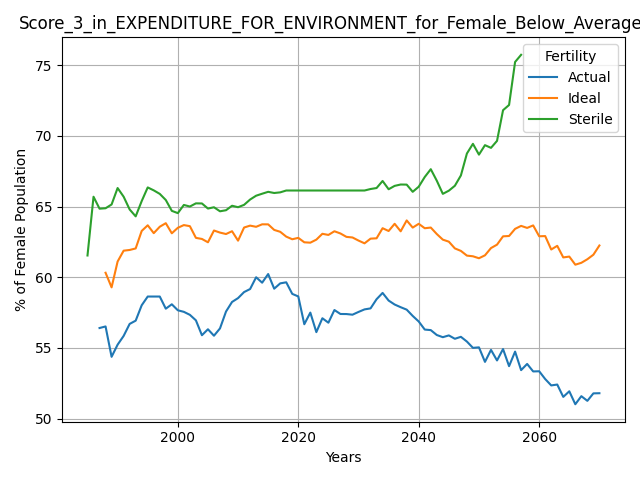 Score_3_in_EXPENDITURE_FOR_ENVIRONMENT_for_Female_Below_Average
Fertility
Actual
Ideal
Sterile
% of Female Population
75
70
65
60
55
50
2000
2020
2040
2060
Years